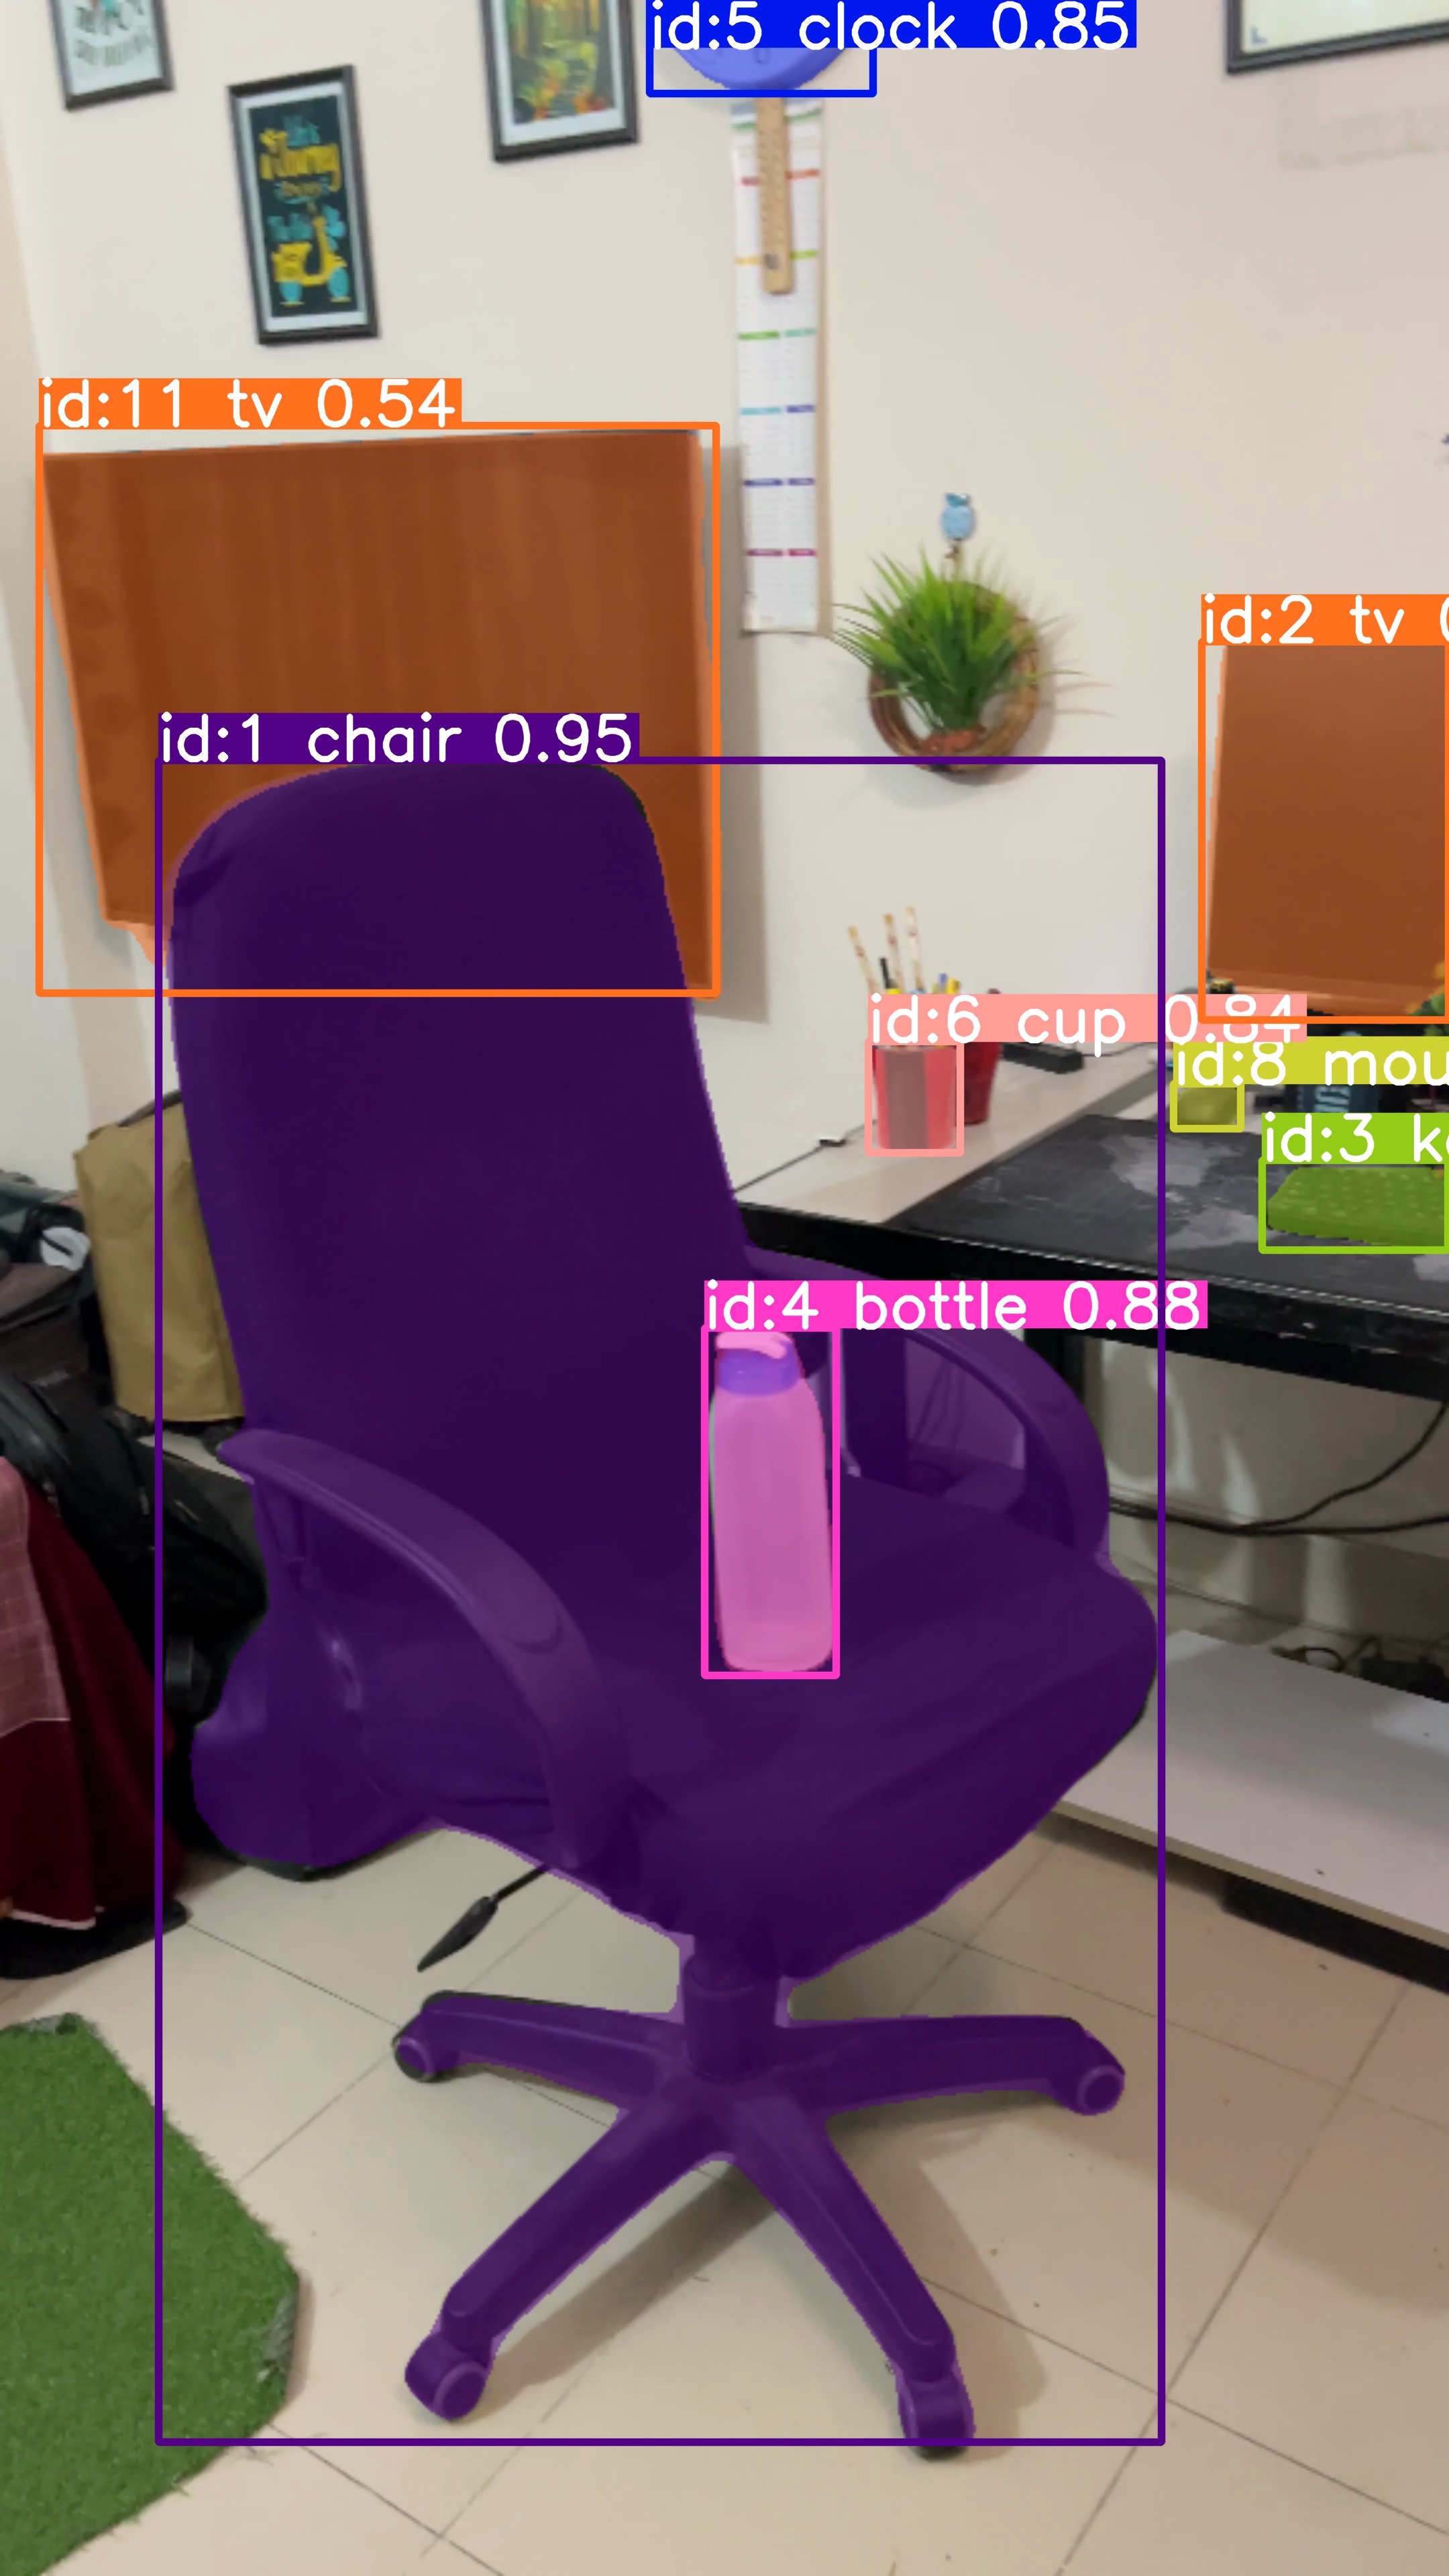 id:5 clock 0.85
Journey
id:11 tv 0.54
id:2 tv
id:1 chair 0.95
id:6 cup 0.84
id:8 mou
id:3 k
id:4 bottle 0.88